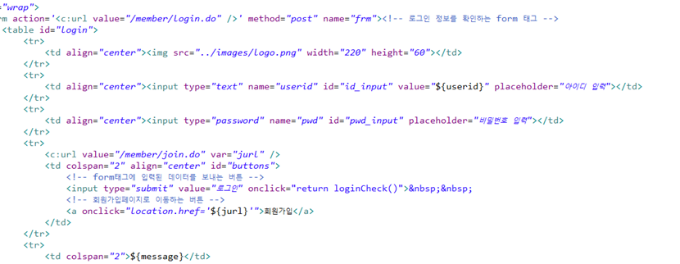 ="wrap">
rm action='<c:url value="/member/login.do" />' method="post" name="frm"><!-- 로그인 정보를 확인하는 form 태그 -->
<table id="login">
<tr>
<td align="center"><img src="../images/logo.png" width="220" height="60"></td>
</tr>
<tr>
<td align="center"><input type="text" name="userid" id="id_input" value="${userid}" placeholder="아이디 입력"></td>
</tr>
<tr>
<td align="center"><input type="password" name="pwd" id="pwd_input" placeholder="비밀번호 입력"></td>
</tr>
<tr>
<c:url value="/member/join.do" var="jurl" />
<td colspan="2" align="center" id="buttons">
<!-- form태그에 입력된 데이터를 보내는 버튼 -->
<input type="submit" value="로그인" onclick="return loginCheck()">&nbsp;&nbsp;
<!-- 회원가입페이지로 이동하는 버튼 -->
<a onclick="location.href='${jurl}'">회원가입</a>
</td>
</tr>
<tr>
<td colspan="2">${message}</td>